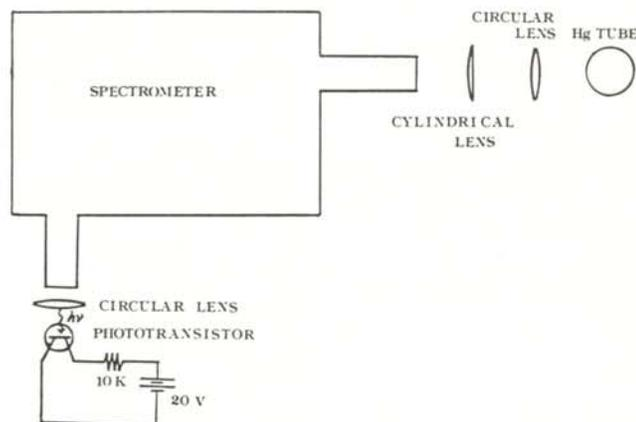 CIRCULAR
LENS
Hg TUBE
SPECTROMETER
CYLINDRICAL
LENS
CIRCULAR LENS
hν
PHOTOTRANSISTOR
10 K
20 V